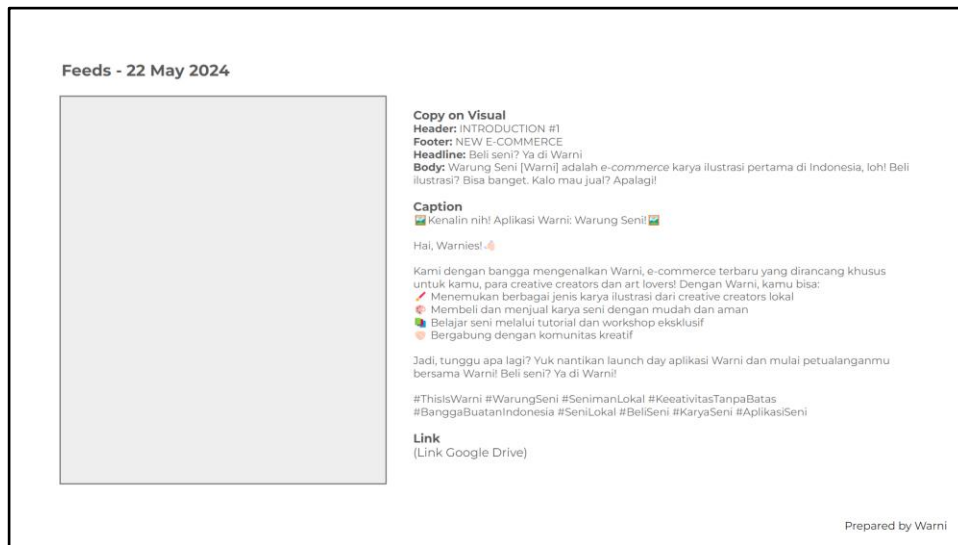 Feeds - 22 May 2024
Copy on Visual
Header: INTRODUCTION #1
Footer: NEW E-COMMERCE
Headline: Beli seni? Ya di Warni
Body: Warung Seni [Warni] adalah e-commerce karya ilustrasi pertama di Indonesia, loh! Beli
ilustrasi? Bisa banget. Kalo mau jual? Apalagi!
Caption
🖼️Kenalin nih! Aplikasi Warni: Warung Seni!🖼️
Hai, Warnies!👋🏻
Kami dengan bangga mengenalkan Warni, e-commerce terbaru yang dirancang khusus
untuk kamu, para creative creators dan art lovers! Dengan Warni, kamu bisa:
🖌️ Menemukan berbagai jenis karya ilustrasi dari creative creators lokal
🎨 Membeli dan menjual karya seni dengan mudah dan aman
📚 Belajar seni melalui tutorial dan workshop eksklusif
🤝🏻 Bergabung dengan komunitas kreatif
Jadi, tunggu apa lagi? Yuk nantikan launch day aplikasi Warni dan mulai petualanganmu
bersama Warni! Beli seni? Ya di Warni!
#ThisIsWarni #WarungSeni #SenimanLokal #KeeativitasTanpaBatas
#BanggaBuatanIndonesia #SeniLokal #BeliSeni #KaryaSeni #AplikasiSeni
Link
(Link Google Drive)
Prepared by Warni